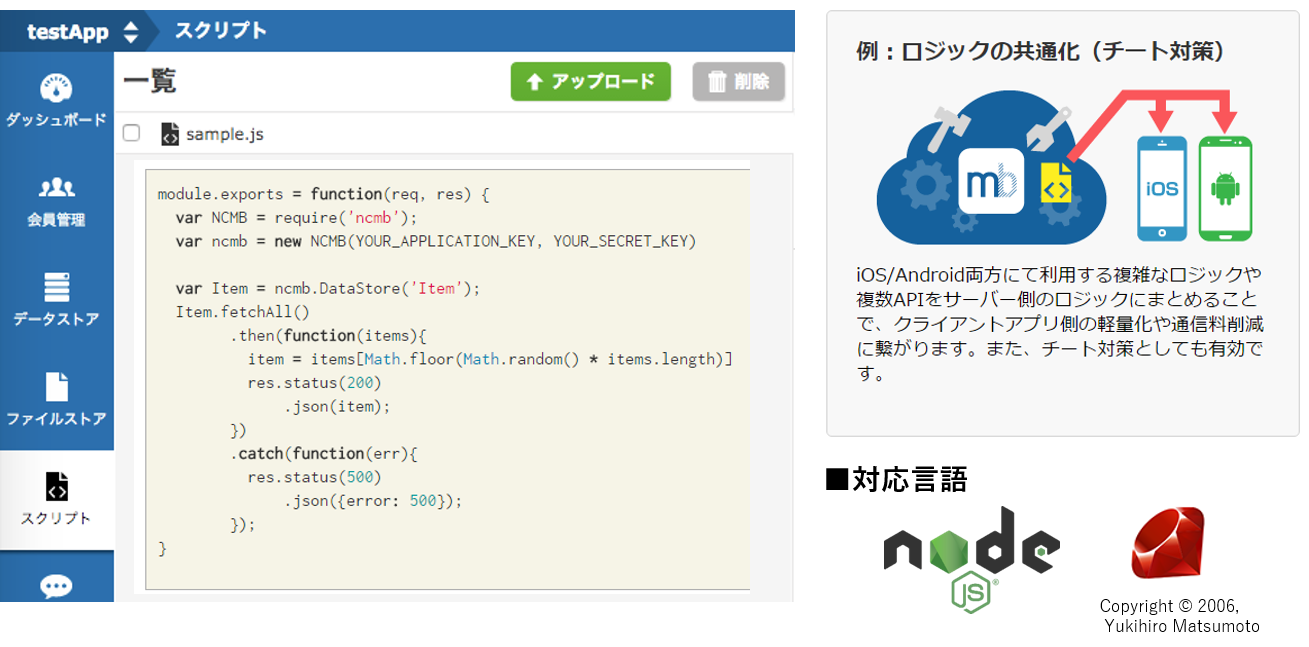 testApp
スクリプト
ダッシュボード
会員管理
データストア
ファイルストア
スクリプト
一覧
アップロード
削除
sample.js
module.exports = function(req, res) {
  var NCMB = require('ncmb');
  var ncmb = new NCMB(YOUR_APPLICATION_KEY, YOUR_SECRET_KEY)
  var Item = ncmb.DataStore('Item');
  Item.fetchAll()
        .then(function(items){
          item = items[Math.floor(Math.random() * items.length)]
          res.status(200)
              .json(item);
        })
        .catch(function(err){
          res.status(500)
              .json({error: 500});
        });
}
例：ロジックの共通化（チート対策）
mb
iOS
iOS/Android両方にて利用する複雑なロジックや
複数APIをサーバー側のロジックにまとめること
で、クライアントアプリ側の軽量化や通信料削減
に繋がります。また、チート対策としても有効で
す。
■対応言語
node
JS®
Copyright © 2006,
Yukihiro Matsumoto